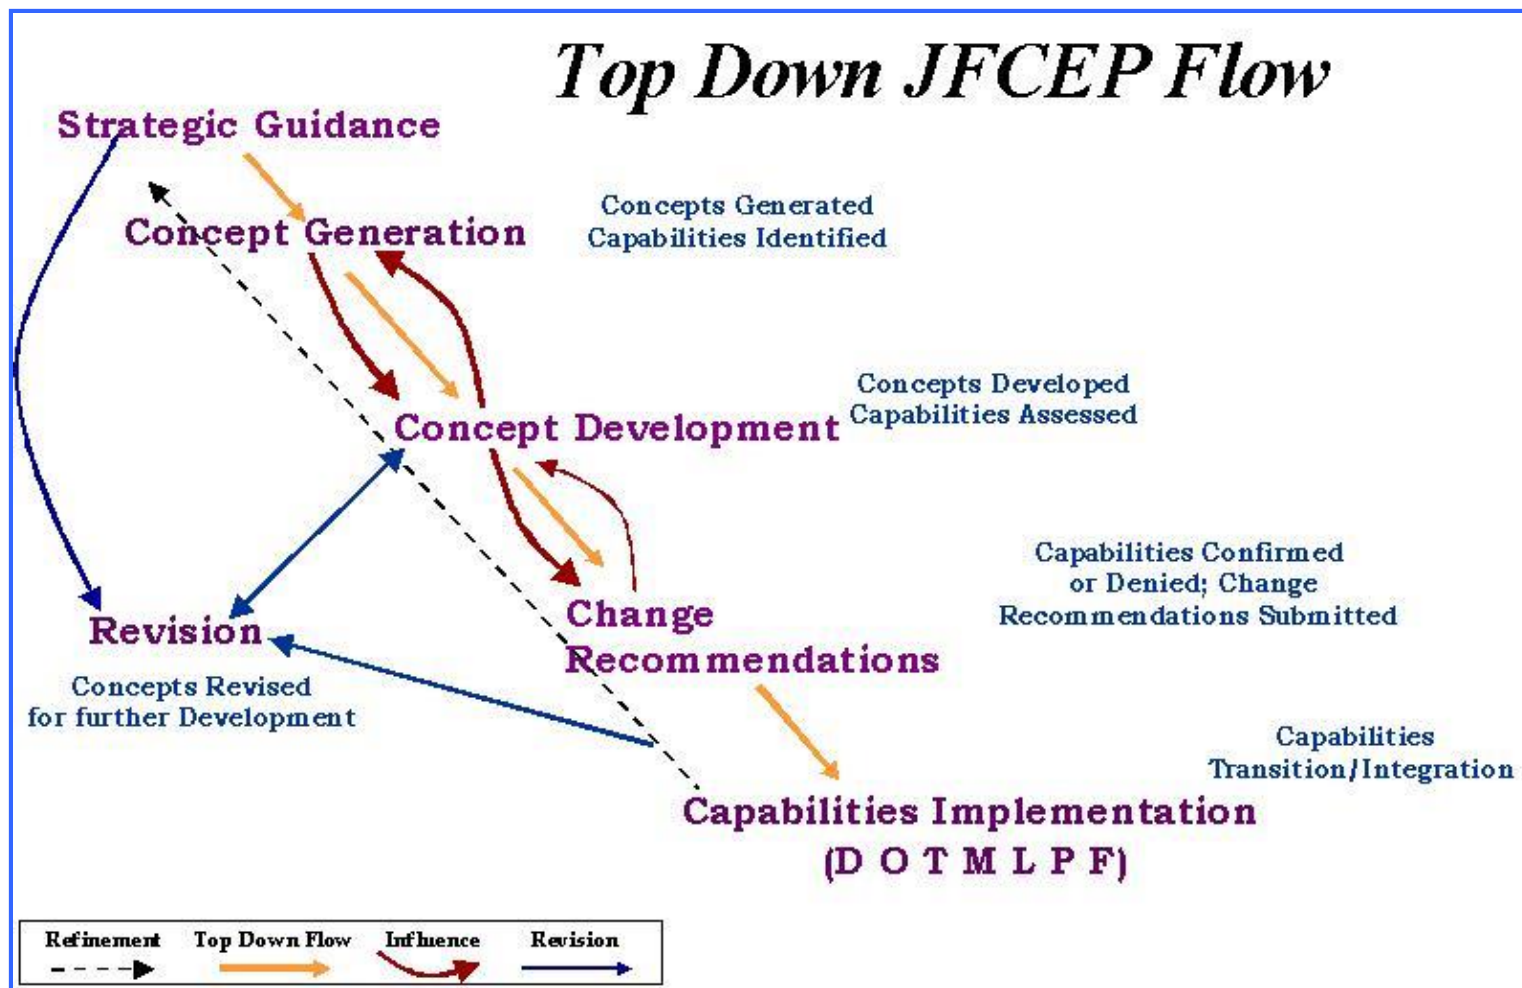 Top Down JFCEP Flow
Strategic Guidance
Concept Generation
Concepts Generated
Capabilities Identified
Concept Development
Concepts Developed
Capabilities Assessed
Change
Recommendations
Capabilities Confirmed
or Denied; Change
Recommendations Submitted
Revision
Concepts Revised
for further Development
Capabilities
Transition/Integration
Capabilities Implementation
(D O T M L P F)
Refinement
Top Down Flow
Influence
Revision